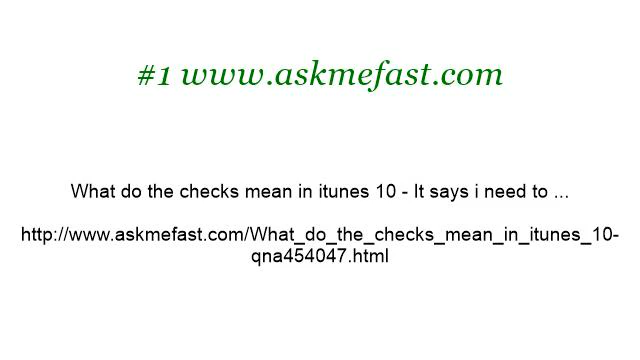 #1 www.askmefast.com
What do the checks mean in itunes 10 - It says i need to ...
http://www.askmefast.com/What_do_the_checks_mean_in_itunes_10-
qna454047.html